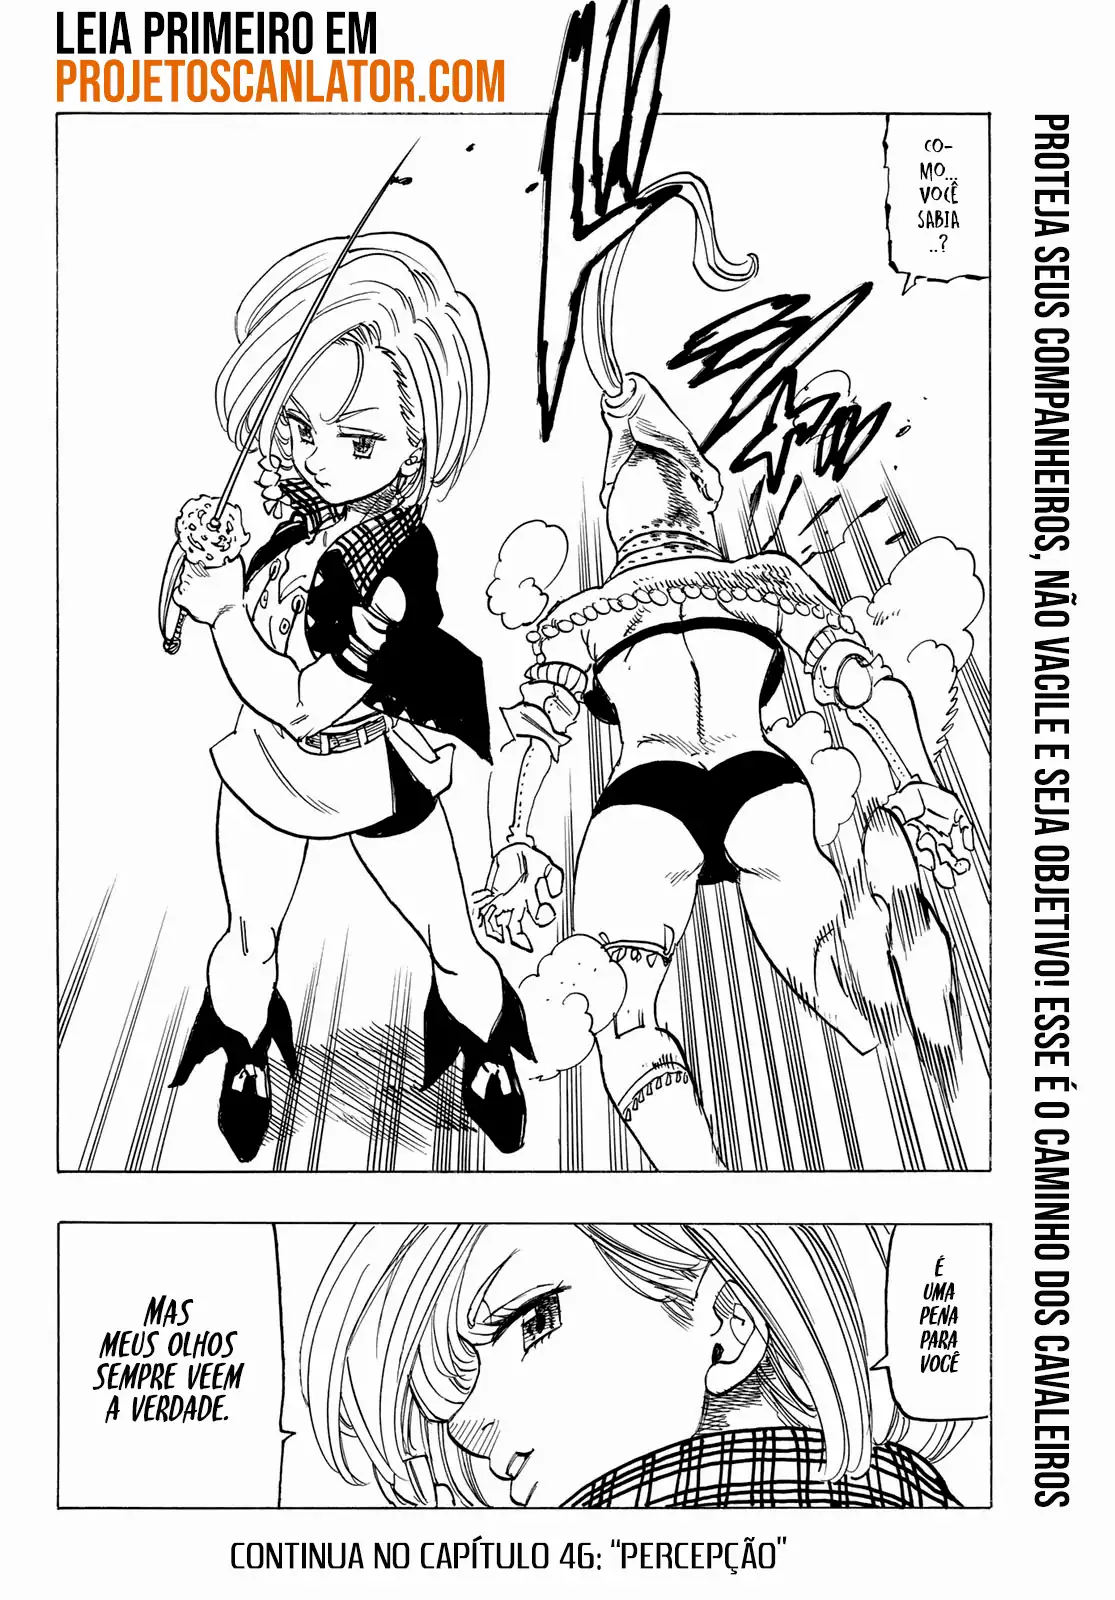 LEIA PRIMEIRO EM
PROJETOSCANLATOR.COM
CO-
MO...
VOCÊ
SABIA
..?
PROTEJA SEUS COMPANHEIROS, NÃO VACILE E SEJA OBJETIVO! ESSE É O CAMINHO DOS CAVALEIROS
É
UMA
PENA
PARA
VOCÊ
MAS
MEUS OLHOS
SEMPRE VEEM
A VERDADE.
CONTINUA NO CAPÍTULO 46: “PERCEPÇÃO”